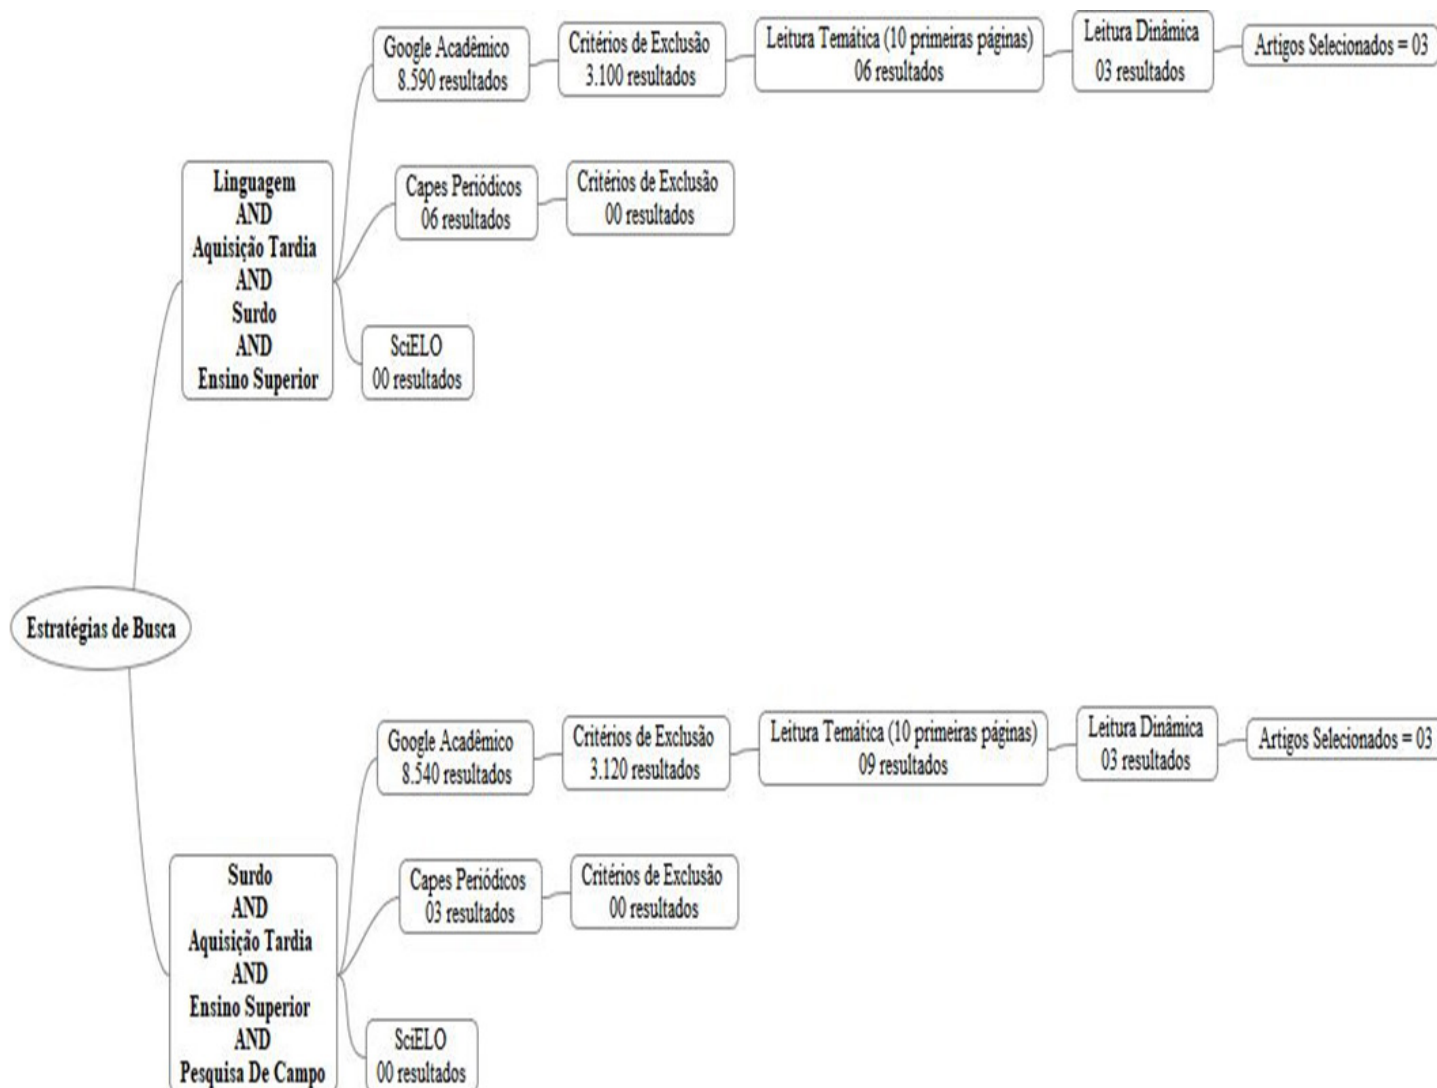 Estratégias de Busca
Linguagem
AND
Aquisição Tardia
AND
Surdo
AND
Ensino Superior
Google Acadêmico
8.590 resultados
Critérios de Exclusão
3.100 resultados
Leitura Temática (10 primeiras páginas)
06 resultados
Leitura Dinâmica
03 resultados
Artigos Selecionados = 03
Capes Periódicos
06 resultados
Critérios de Exclusão
00 resultados
SciELO
00 resultados
Surdo
AND
Aquisição Tardia
AND
Ensino Superior
AND
Pesquisa De Campo
Google Acadêmico
8.540 resultados
Critérios de Exclusão
3.120 resultados
Leitura Temática (10 primeiras páginas)
09 resultados
Leitura Dinâmica
03 resultados
Artigos Selecionados = 03
Capes Periódicos
03 resultados
Critérios de Exclusão
00 resultados
SciELO
00 resultados